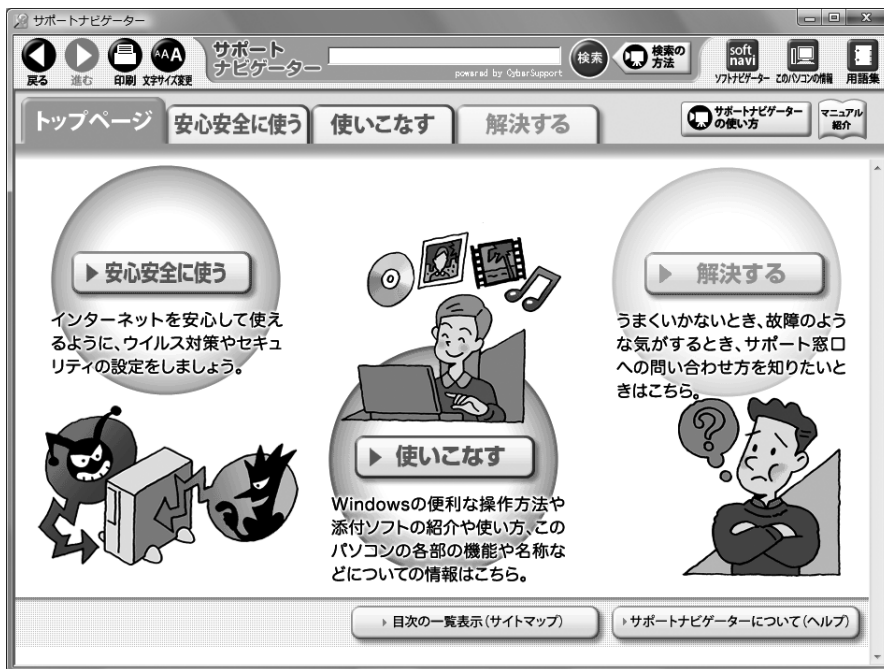 サポートナビゲーター
戻る
進む
印刷
文字サイズ変更
AAA
サポート
ナビゲーター
powered by CyberSupport
検索
検索の
方法
soft
navi
ソフトナビゲーター
このパソコンの情報
用語集
トップページ
安心安全に使う
使いこなす
解決する
サポートナビゲーター
の使い方
マニュアル
紹介
安心安全に使う
インターネットを安心して使え
るように、ウイルス対策やセキュ
リティの設定をしましょう。
使いこなす
Windowsの便利な操作方法や
添付ソフトの紹介や使い方、この
パソコンの各部の機能や名称な
どについての情報はこちら。
解決する
うまくいかないとき、故障のよう
な気がするとき、サポート窓口
への問い合わせ方を知りたいと
きはこちら。
?
目次の一覧表示(サイトマップ)
サポートナビゲーターについて(ヘルプ)